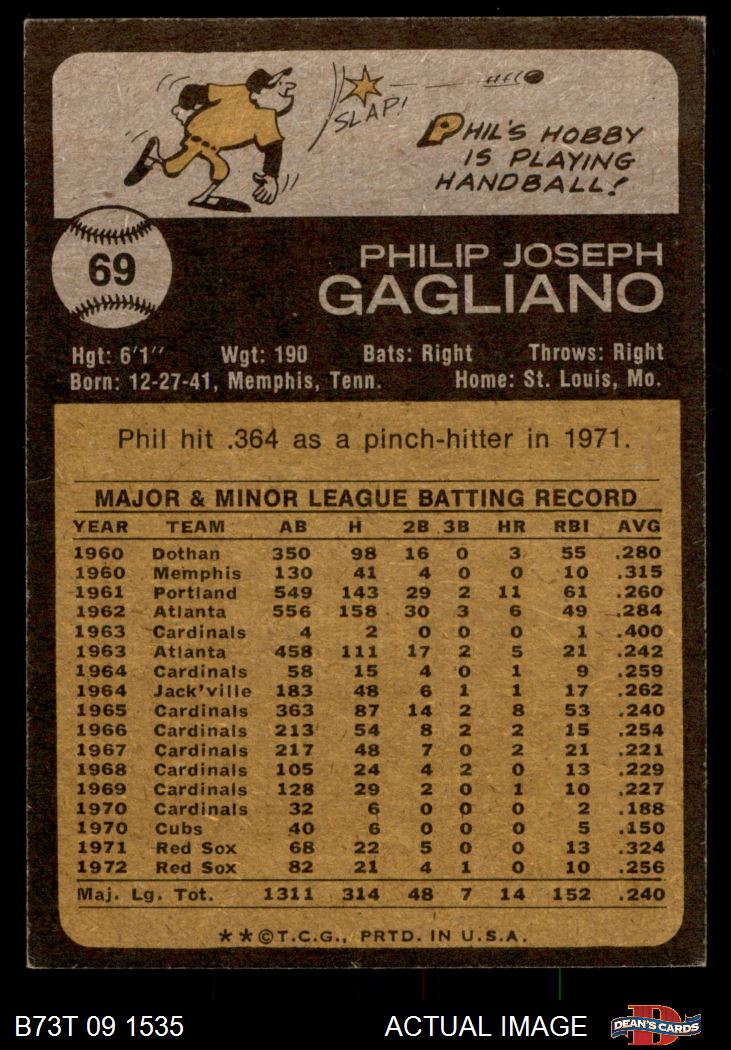 SLAP!
PHIL'S HOBBY
IS PLAYING
HANDBALL!
69
PHILIP JOSEPH
GAGLIANO
Hgt: 6'1" Wgt: 190 Bats: Right Throws: Right
Born: 12-27-41, Memphis, Tenn. Home: St. Louis, Mo.
Phil hit .364 as a pinch-hitter in 1971.
MAJOR & MINOR LEAGUE BATTING RECORD
YEAR TEAM AB H 2B 3B HR RBI AVG
1960 Dothan 350 98 16 0 3 55 .280
1960 Memphis 130 41 4 0 0 10 .315
1961 Portland 549 143 29 2 11 61 .260
1962 Atlanta 556 158 30 3 6 49 .284
1963 Cardinals 4 2 0 0 0 1 .400
1963 Atlanta 458 111 17 2 5 21 .242
1964 Cardinals 58 15 4 0 1 9 .259
1964 Jack'ville 183 48 6 1 1 17 .262
1965 Cardinals 363 87 14 2 8 53 .240
1966 Cardinals 213 54 8 2 2 15 .254
1967 Cardinals 217 48 7 0 2 21 .221
1968 Cardinals 105 24 4 2 0 13 .229
1969 Cardinals 128 29 2 0 1 10 .227
1970 Cardinals 32 6 0 0 0 2 .188
1970 Cubs 40 6 0 0 0 5 .150
1971 Red Sox 68 22 5 0 0 13 .324
1972 Red Sox 82 21 4 1 0 10 .256
Maj. Lg. Tot. 1311 314 48 7 14 152 .240
**©T.C.G., PRTD. IN U.S.A.
B73T 09 1535 ACTUAL IMAGE DEAN'S CARDS